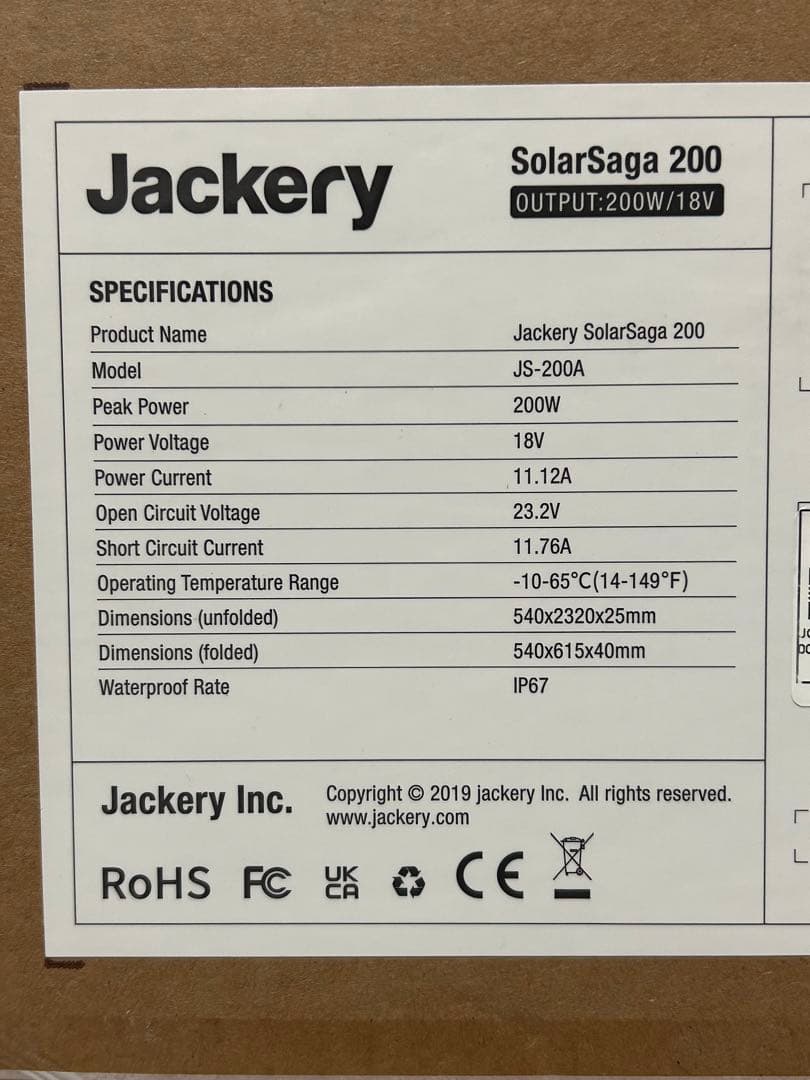 Jackery
SolarSaga 200
OUTPUT:200W/18V
SPECIFICATIONS
Product Name Jackery SolarSaga 200
Model JS-200A
Peak Power 200W
Power Voltage 18V
Power Current 11.12A
Open Circuit Voltage 23.2V
Short Circuit Current 11.76A
Operating Temperature Range -10-65°C(14-149°F)
Dimensions (unfolded) 540x2320x25mm
Dimensions (folded) 540x615x40mm
Waterproof Rate IP67
Jackery Inc.
Copyright © 2019 jackery Inc. All rights reserved.
www.jackery.com
RoHS FC UK CA CE